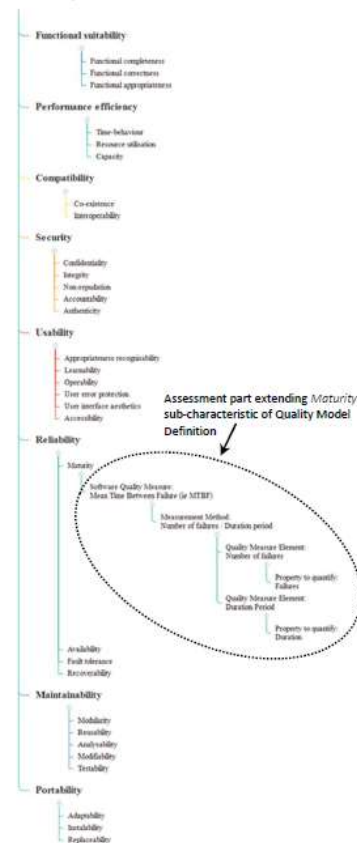 Functional suitability
Functional completeness
Functional correctness
Functional appropriateness
Performance efficiency
Time-behaviour
Resource utilisation
Capacity
Compatibility
Co-existence
Interoperability
Security
Confidentiality
Integrity
Non-repudiation
Accountability
Authenticity
Usability
Appropriateness recognisability
Learnability
Operability
User error protection
User interface aesthetics
Accessibility
Assessment part extending Maturity
sub-characteristic of Quality Model
Definition
Reliability
Maturity
Software Quality Measure:
Mean Time Between Failure (ie MTBF)
Measurement Method:
Number of failures - Duration period
Quality Measure Element:
Number of failures
Property to quantify:
Failures
Quality Measure Element:
Duration Period
Property to quantify:
Duration
Availability
Fault tolerance
Recoverability
Maintainability
Modularity
Reusability
Analysability
Modifiability
Testability
Portability
Adaptability
Instalability
Replaceability